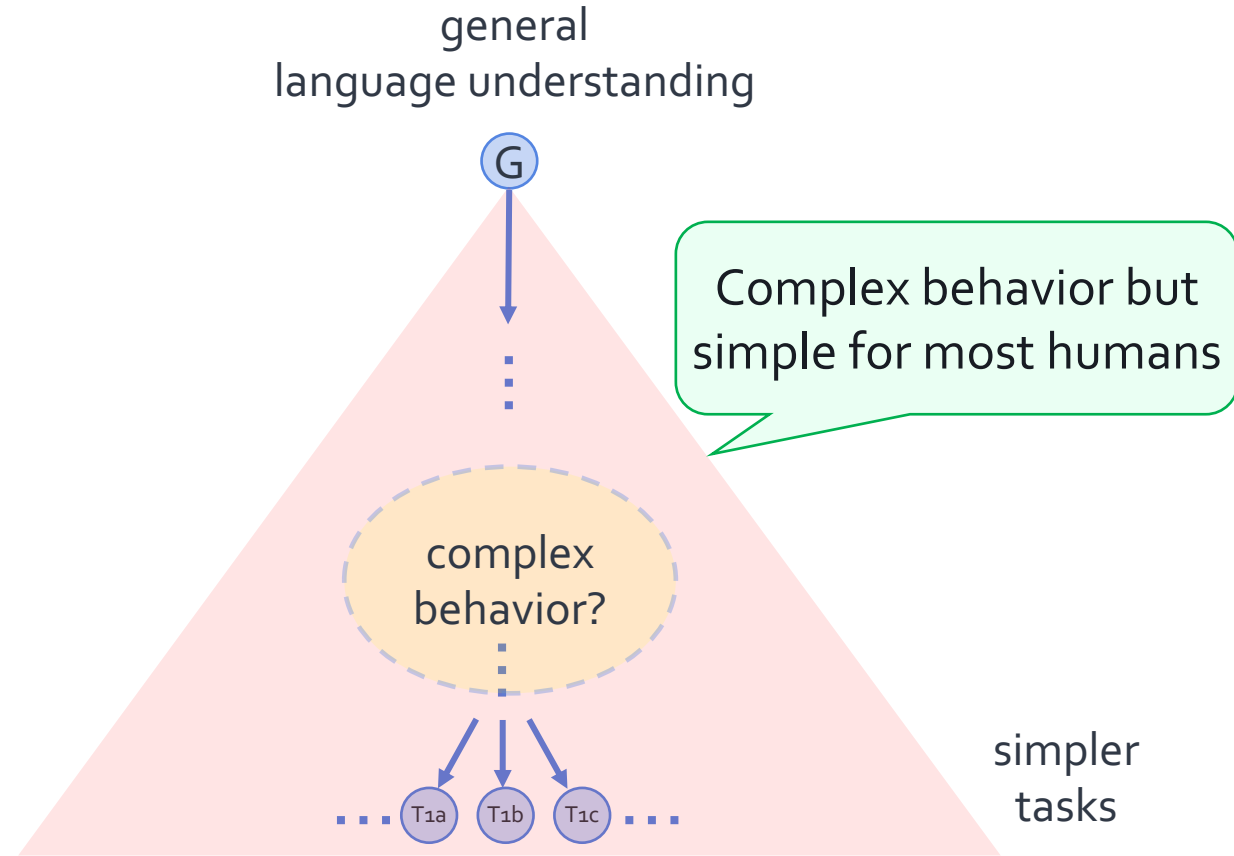 general
language understanding
G
Complex behavior but
simple for most humans
complex
behavior?
simpler
tasks
T1a T1b T1c